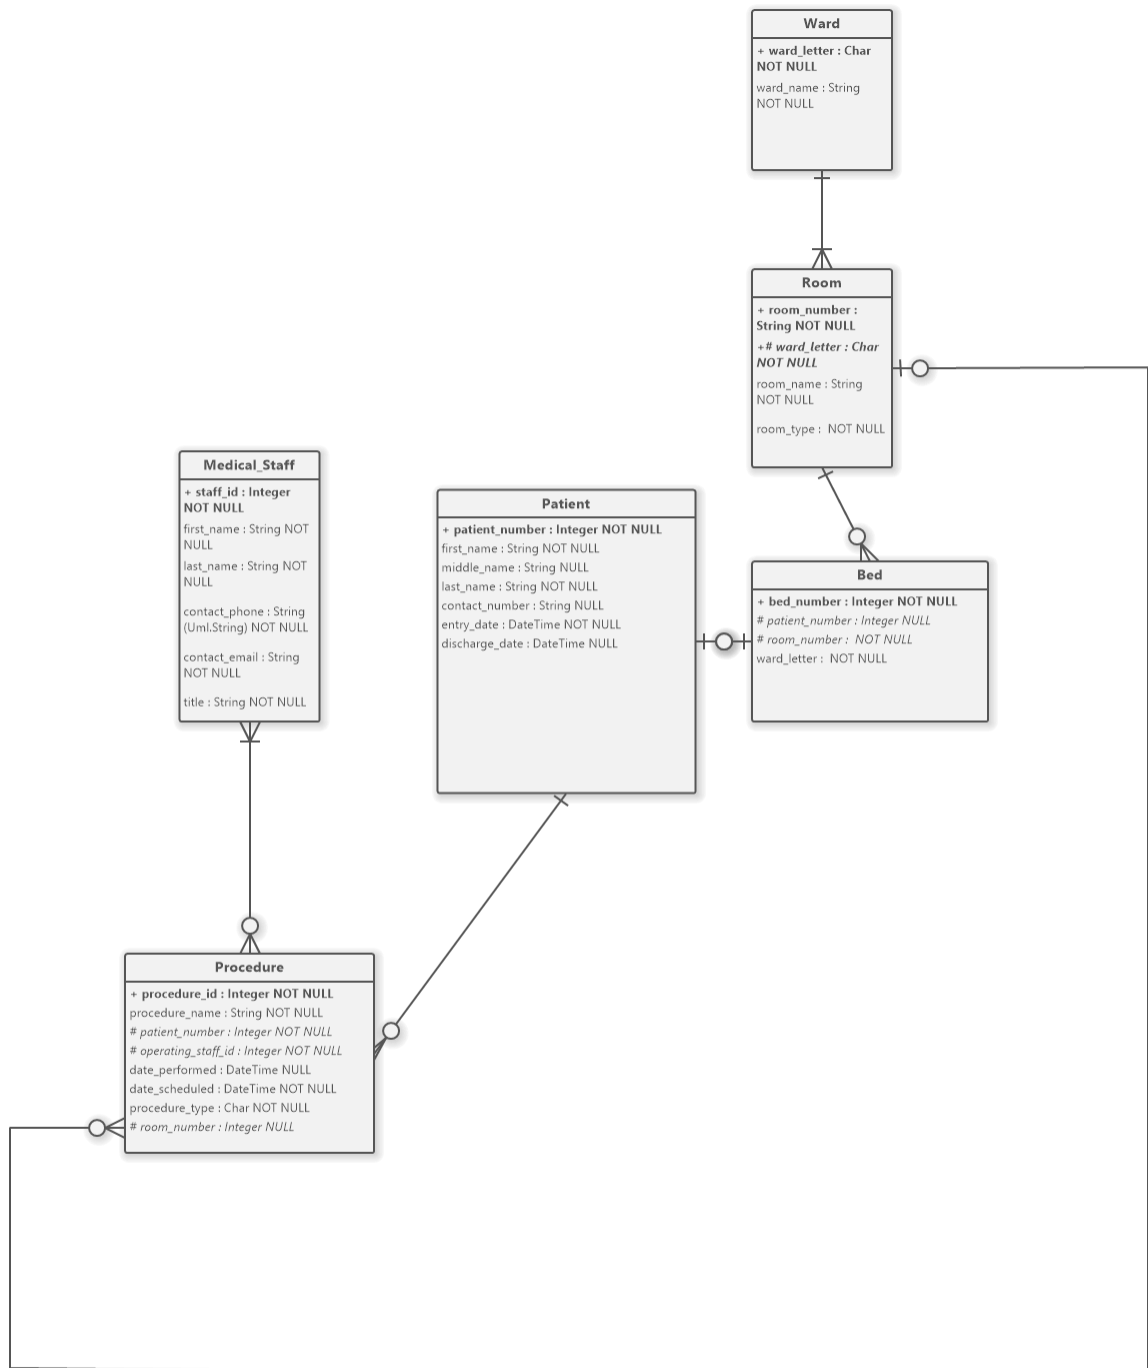 Ward
+ ward_letter : Char
NOT NULL
ward_name : String
NOT NULL
Room
+ room_number :
String NOT NULL
+# ward_letter : Char
NOT NULL
room_name : String
NOT NULL
room_type :  NOT NULL
Medical_Staff
+ staff_id : Integer
NOT NULL
first_name : String NOT
NULL
last_name : String NOT
NULL
contact_phone : String
(Uml.String) NOT NULL
contact_email : String
NOT NULL
title : String NOT NULL
Patient
+ patient_number : Integer NOT NULL
first_name : String NOT NULL
middle_name : String NULL
last_name : String NOT NULL
contact_number : String NULL
entry_date : DateTime NOT NULL
discharge_date : DateTime NULL
Bed
+ bed_number : Integer NOT NULL
# patient_number : Integer NULL
# room_number :  NOT NULL
ward_letter :  NOT NULL
Procedure
+ procedure_id : Integer NOT NULL
procedure_name : String NOT NULL
# patient_number : Integer NOT NULL
# operating_staff_id : Integer NOT NULL
date_performed : DateTime NULL
date_scheduled : DateTime NOT NULL
procedure_type : Char NOT NULL
# room_number : Integer NULL